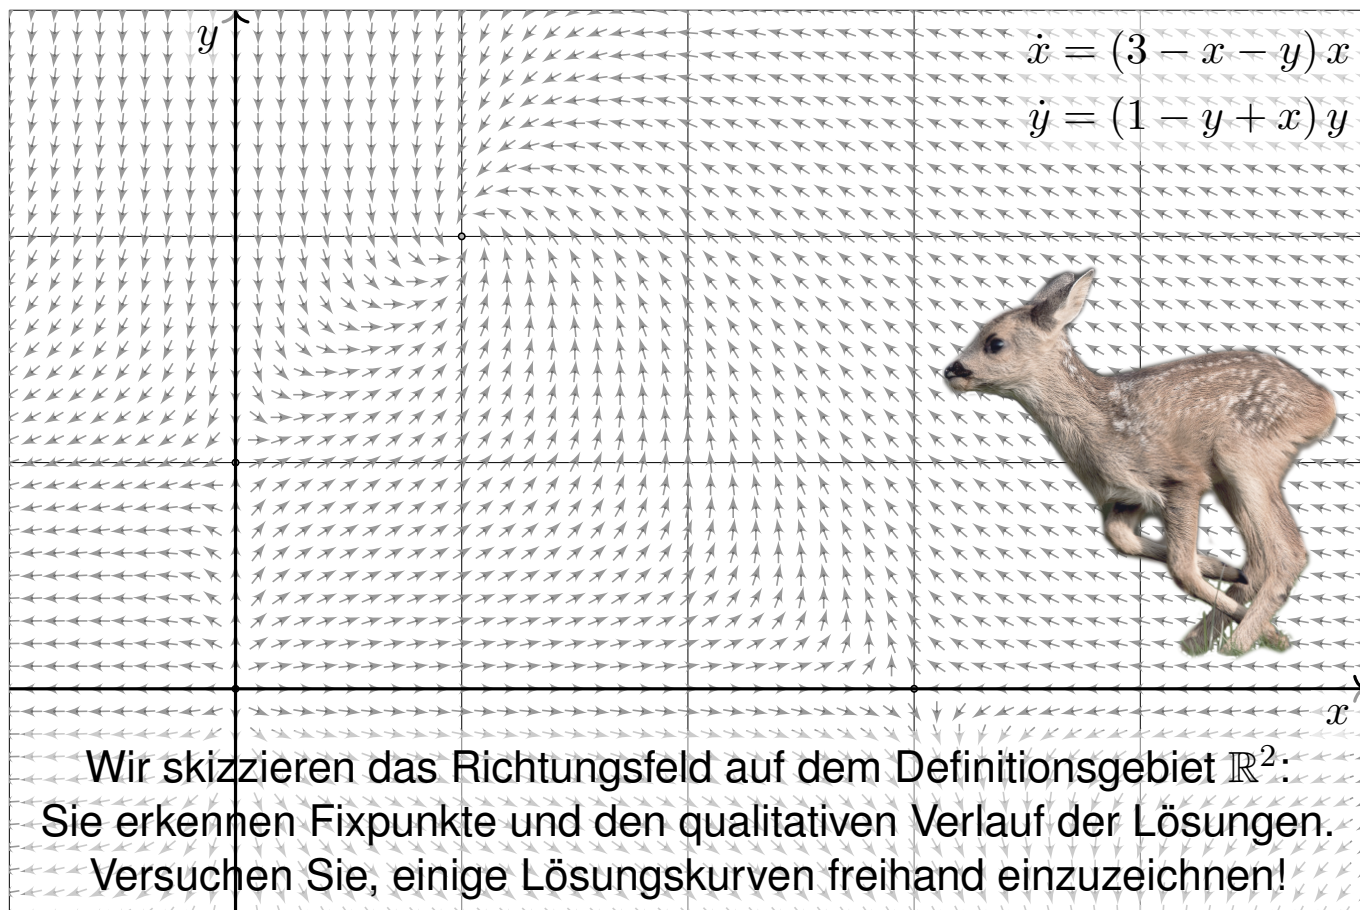 y
ẋ = (3 − x − y) x
ẏ = (1 − y + x) y
x
Wir skizzieren das Richtungsfeld auf dem Definitionsgebiet ℝ²:
Sie erkennen Fixpunkte und den qualitativen Verlauf der Lösungen.
Versuchen Sie, einige Lösungskurven freihand einzuzeichnen!